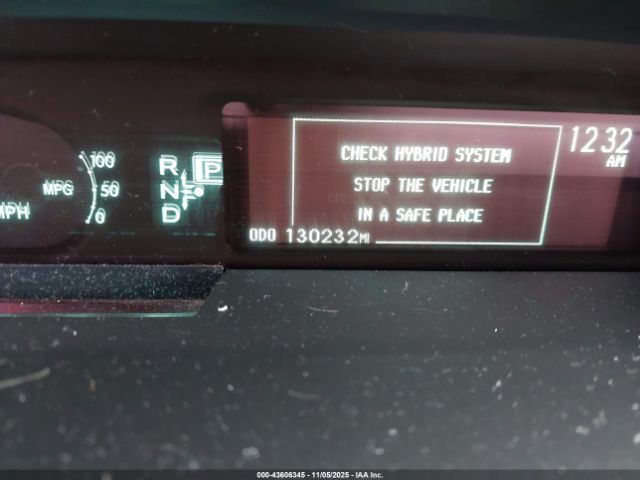 100
MPG 50
MPH 0
R P
N
D
CHECK HYBRID SYSTEM
STOP THE VEHICLE
IN A SAFE PLACE
ODO 130232MI
12 32
AM
000-43606345 - 11/05/2025 - IAA Inc.